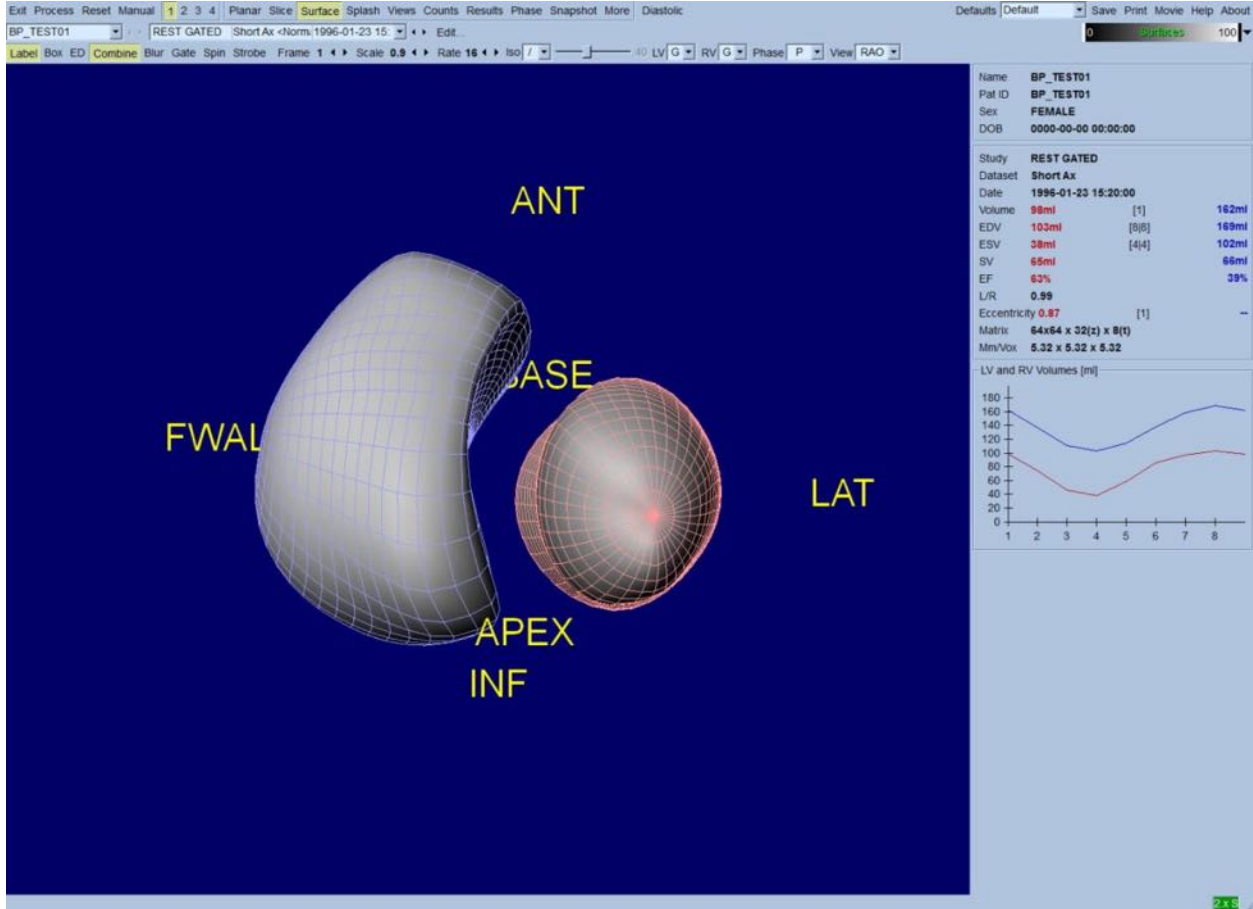 Exit Process Reset Manual 1 2 3 4 Planar Slice Surface Splash Views Counts Results Phase Snapshot More Diastolic Defaults Default Save Print Movie Help About
BP_TEST01 REST GATED Short Ax <Norm 1996-01-23 15: Edit... 0 Surfaces 100
Label Box ED Combine Blur Gate Spin Strobe Frame 1 Scale 0.9 Rate 16 Iso / 40 LV G RV G Phase P View RAO
ANT
BASE
FWAL
LAT
APEX
INF
Name BP_TEST01
Pat ID BP_TEST01
Sex FEMALE
DOB 0000-00-00 00:00:00
Study REST GATED
Dataset Short Ax
Date 1996-01-23 15:20:00
Volume 98ml [1] 162ml
EDV 103ml [8|8] 169ml
ESV 38ml [4|4] 102ml
SV 65ml 66ml
EF 63% 39%
L/R 0.99
Eccentricity 0.87 [1] --
Matrix 64x64 x 32(z) x 8(t)
Mm/Vox 5.32 x 5.32 x 5.32
LV and RV Volumes [ml]
180
160
140
120
100
80
60
40
20
0
1 2 3 4 5 6 7 8
2 x S